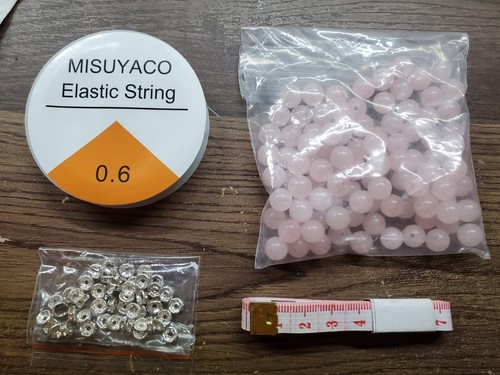 MISUYACO
Elastic String
0.6
1 2 3 4 7